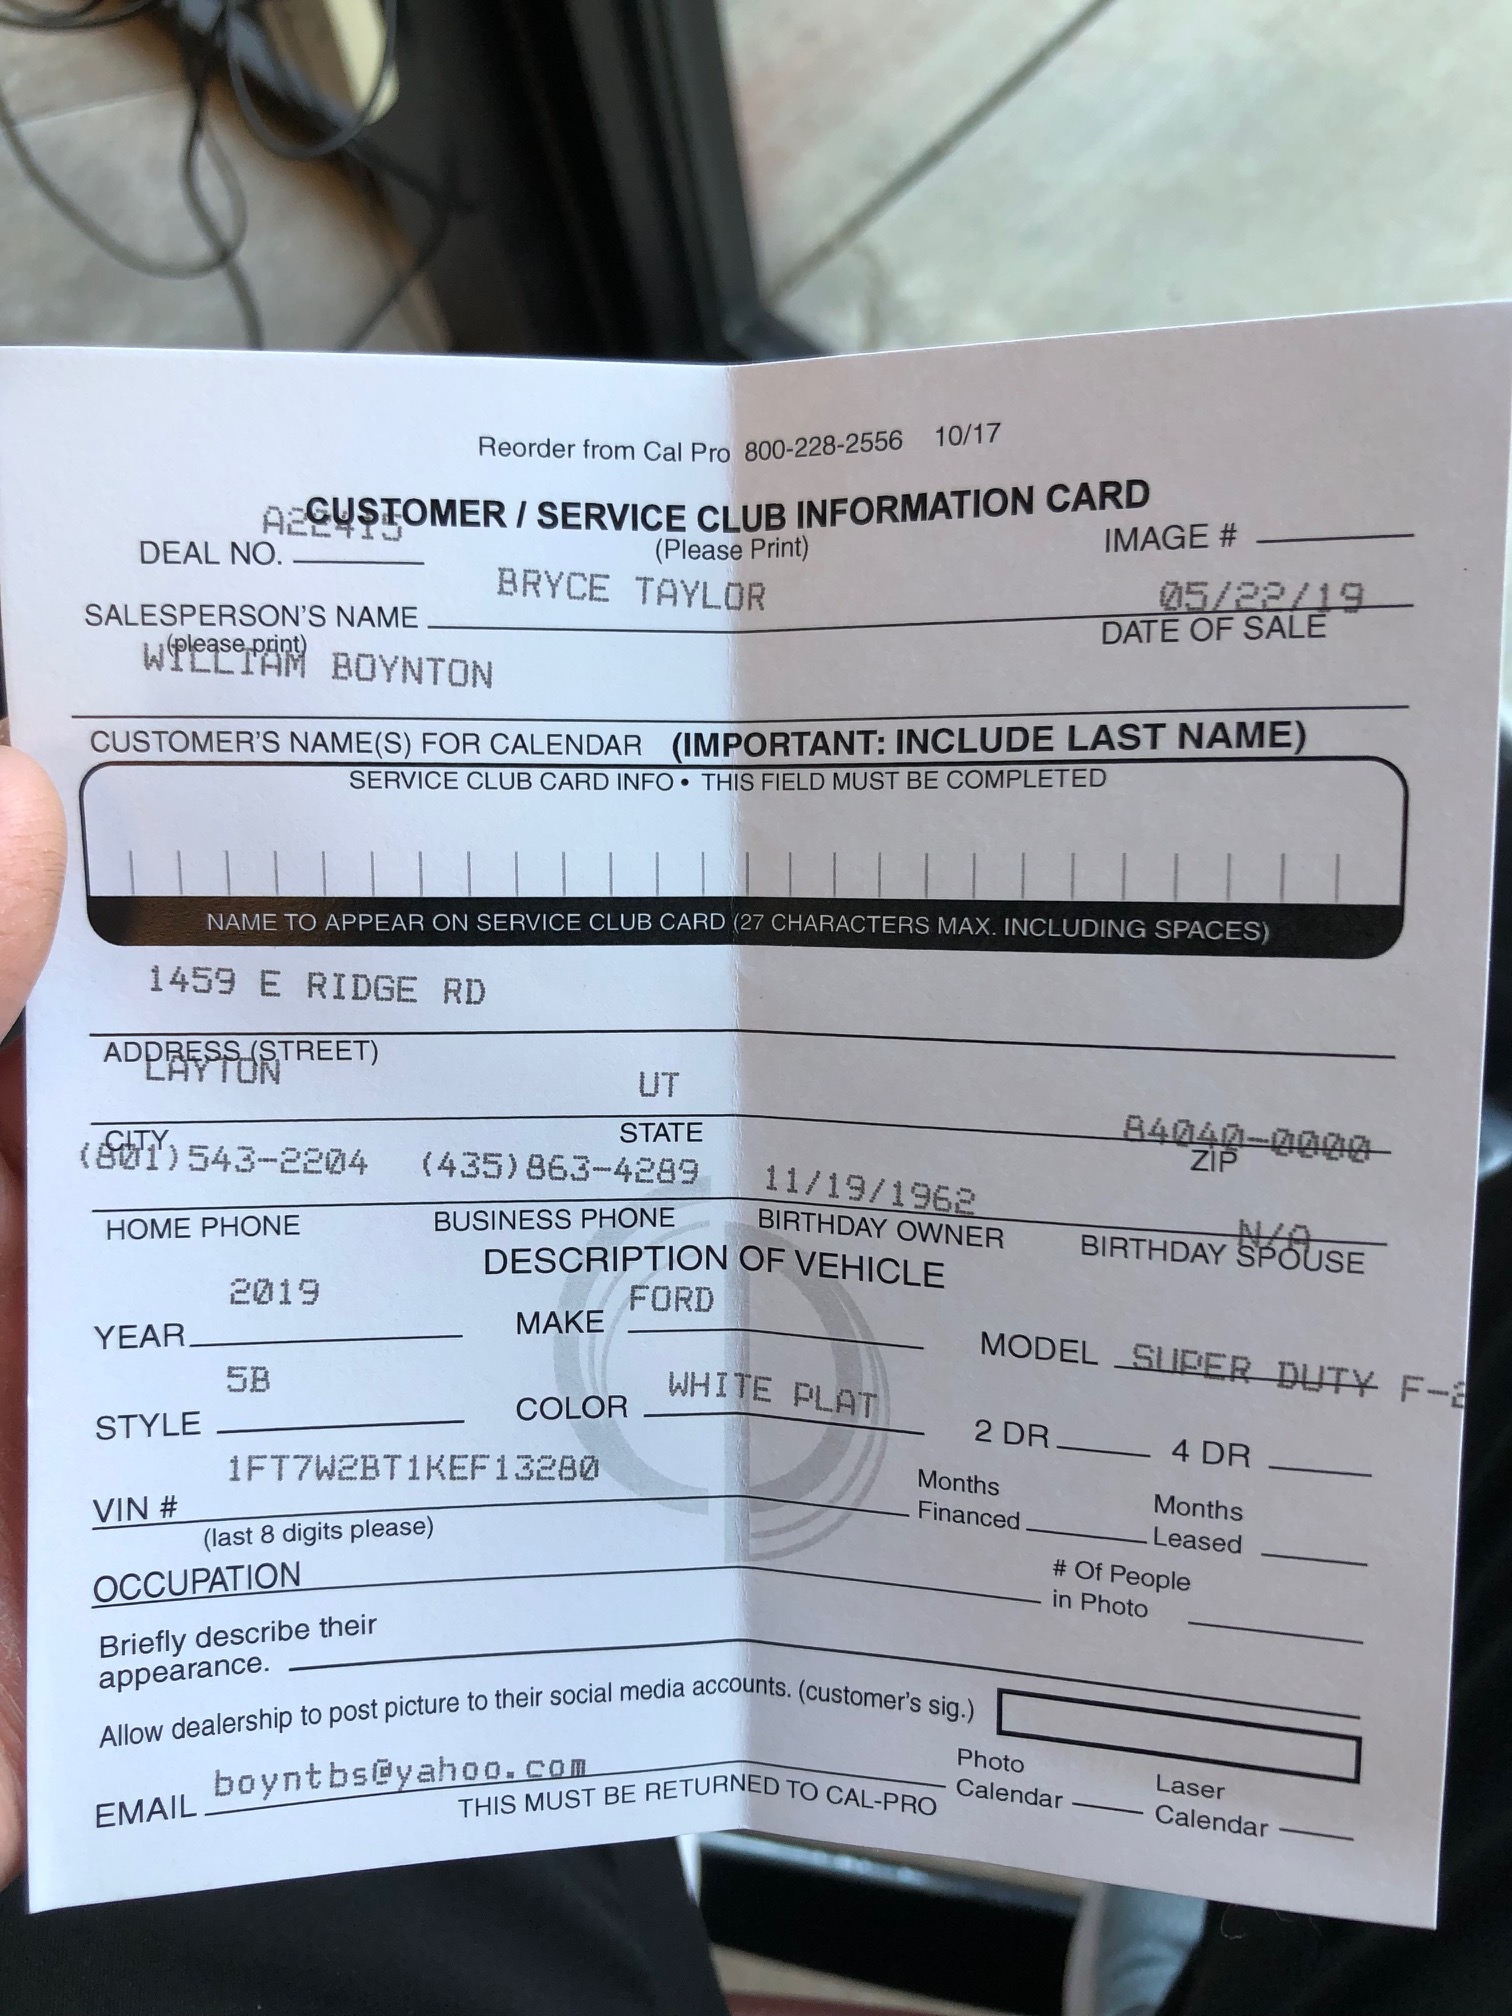 Reorder from Cal Pro 800-228-2556 10/17
CUSTOMER / SERVICE CLUB INFORMATION CARD
A22415
DEAL NO.
(Please Print)
IMAGE #
BRYCE TAYLOR
05/22/19
SALESPERSON'S NAME
DATE OF SALE
(please print)
WILLIAM BOYNTON
CUSTOMER'S NAME(S) FOR CALENDAR (IMPORTANT: INCLUDE LAST NAME)
SERVICE CLUB CARD INFO • THIS FIELD MUST BE COMPLETED
NAME TO APPEAR ON SERVICE CLUB CARD (27 CHARACTERS MAX. INCLUDING SPACES)
1459 E RIDGE RD
ADDRESS (STREET)
LAYTON UT 84040-0000
CITY STATE ZIP
(801)543-2204 (435)863-4289 11/19/1962 N/A
HOME PHONE BUSINESS PHONE BIRTHDAY OWNER BIRTHDAY SPOUSE
DESCRIPTION OF VEHICLE
YEAR 2019 MAKE FORD MODEL SUPER DUTY
STYLE 5B COLOR WHITE PLAT 2 DR 4 DR
1FT7W2BT1KEF13280
VIN # Months Financed Months Leased
(last 8 digits please)
OCCUPATION # Of People in Photo
Briefly describe their
appearance.
Allow dealership to post picture to their social media accounts. (customer's sig.)
EMAIL boyntbs@yahoo.com Photo Calendar Laser Calendar
THIS MUST BE RETURNED TO CAL-PRO